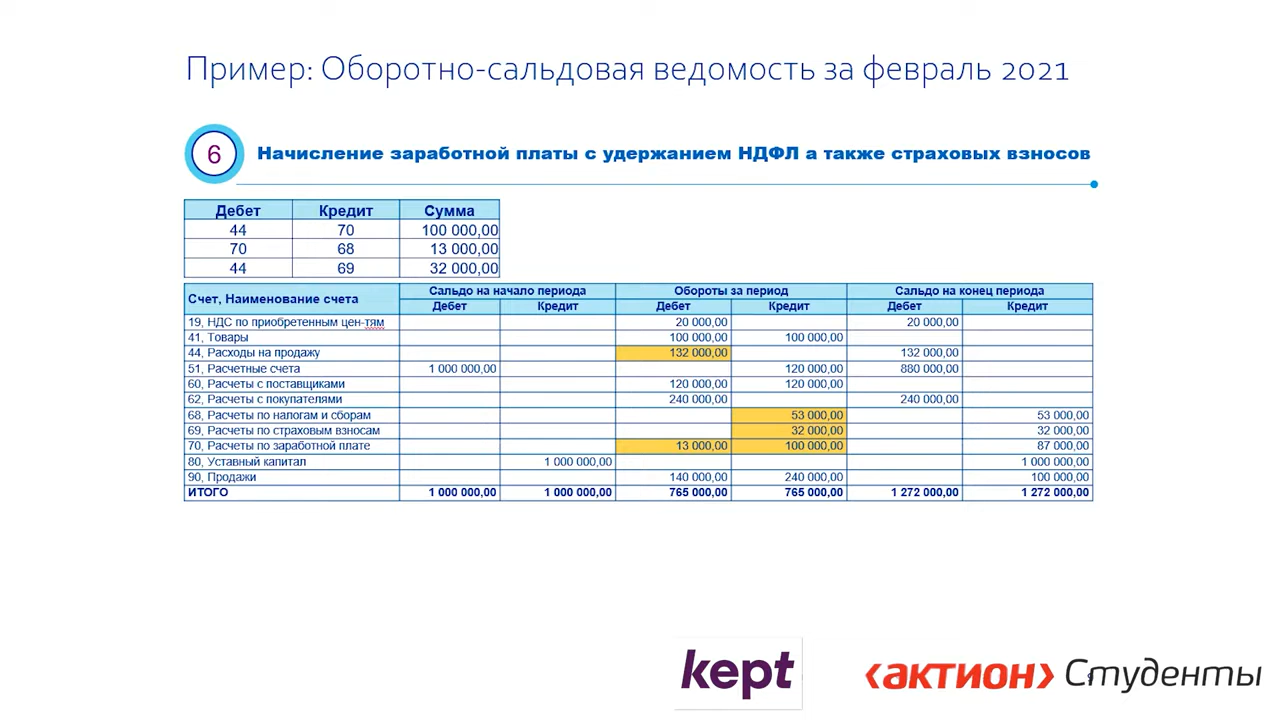 Пример: Оборотно-сальдовая ведомость за февраль 2021
6
Начисление заработной платы с удержанием НДФЛ а также страховых взносов
Дебет Кредит Сумма
44 70 100 000,00
70 68 13 000,00
44 69 32 000,00
Счет, Наименование счета Сальдо на начало периода Обороты за период Сальдо на конец периода
Дебет Кредит Дебет Кредит Дебет Кредит
19, НДС по приобретенным цен-тям 20 000,00 20 000,00
41, Товары 100 000,00 100 000,00
44, Расходы на продажу 132 000,00 132 000,00
51, Расчетные счета 1 000 000,00 120 000,00 880 000,00
60, Расчеты с поставщиками 120 000,00 120 000,00
62, Расчеты с покупателями 240 000,00 240 000,00
68, Расчеты по налогам и сборам 53 000,00 53 000,00
69, Расчеты по страховым взносам 32 000,00 32 000,00
70, Расчеты по заработной плате 13 000,00 100 000,00 87 000,00
80, Уставный капитал 1 000 000,00 1 000 000,00
90, Продажи 140 000,00 240 000,00 100 000,00
ИТОГО 1 000 000,00 1 000 000,00 765 000,00 765 000,00 1 272 000,00 1 272 000,00
kept
‹актион› Студенты